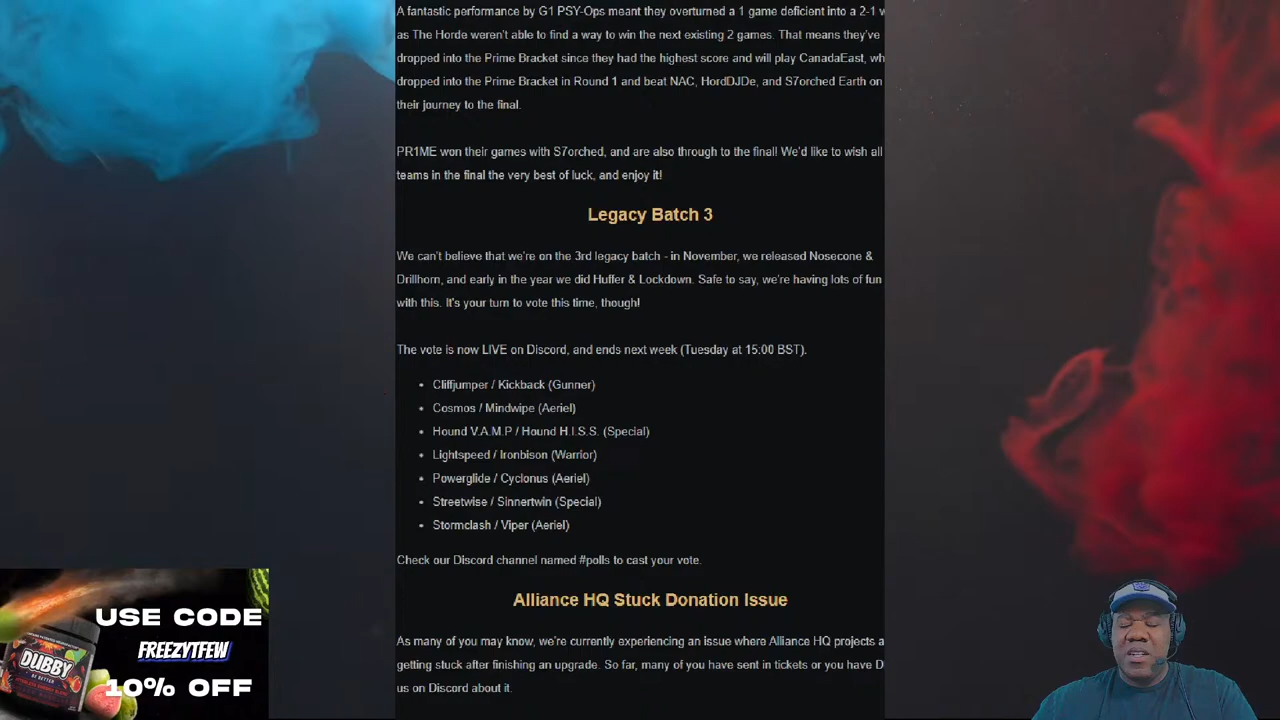 A fantastic performance by G1 PSY-Ops meant they overturned a 1 game deficient into a 2-1 w
as The Horde weren't able to find a way to win the next existing 2 games. That means they've
dropped into the Prime Bracket since they had the highest score and will play CanadaEast, wh
dropped into the Prime Bracket in Round 1 and beat NAC, HordDJDe, and S7orched Earth on
their journey to the final.
PR1ME won their games with S7orched, and are also through to the final! We'd like to wish all
teams in the final the very best of luck, and enjoy it!
Legacy Batch 3
We can't believe that we're on the 3rd legacy batch - in November, we released Nosecone &
Drillhorn, and early in the year we did Huffer & Lockdown. Safe to say, we're having lots of fun
with this. It's your turn to vote this time, though!
The vote is now LIVE on Discord, and ends next week (Tuesday at 15:00 BST).
• Cliffjumper / Kickback (Gunner)
• Cosmos / Mindwipe (Aeriel)
• Hound V.A.M.P / Hound H.I.S.S. (Special)
• Lightspeed / Ironbison (Warrior)
• Powerglide / Cyclonus (Aeriel)
• Streetwise / Sinnertwin (Special)
• Stormclash / Viper (Aeriel)
Check our Discord channel named #polls to cast your vote.
Alliance HQ Stuck Donation Issue
As many of you may know, we're currently experiencing an issue where Alliance HQ projects a
getting stuck after finishing an upgrade. So far, many of you have sent in tickets or you have D
us on Discord about it.
USE CODE
FREEZYTFEW
10% OFF
DUBBY
BE BETTER